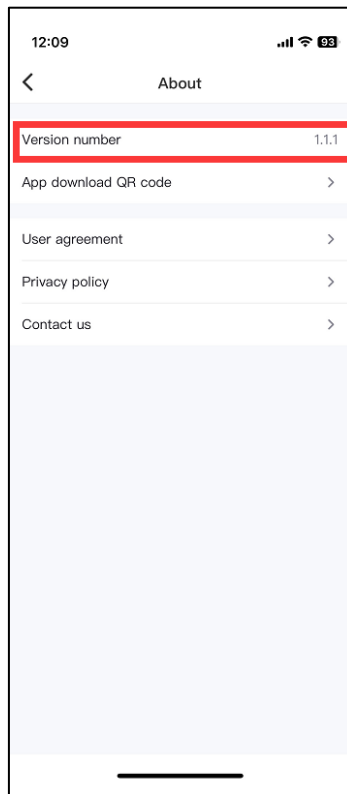 12:09 93
About
Version number 1.1.1
App download QR code
User agreement
Privacy policy
Contact us